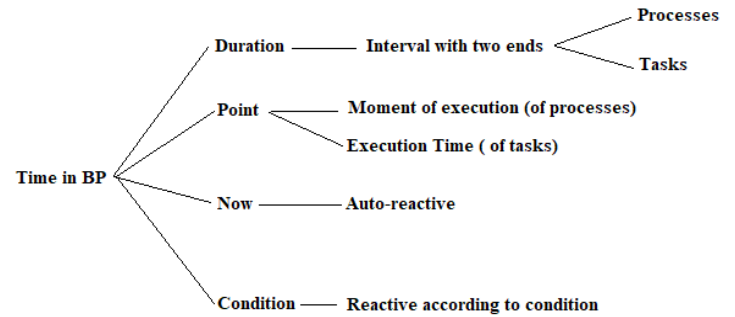 Processes
Duration
Interval with two ends
Tasks
Point
Moment of execution (of processes)
Execution Time ( of tasks)
Time in BP
Now
Auto-reactive
Condition
Reactive according to condition